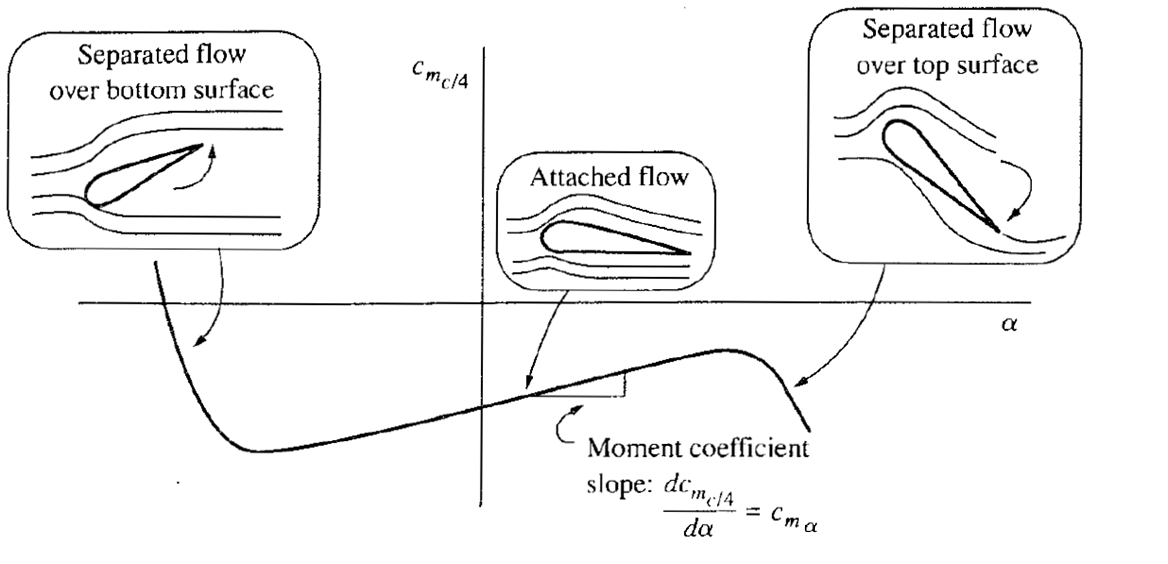 Separated flow
over bottom surface
c_{m_{c/4}}
Attached flow
Separated flow
over top surface
α
Moment coefficient
slope: \frac{dc_{m_{c/4}}}{dα} = c_{m_α}